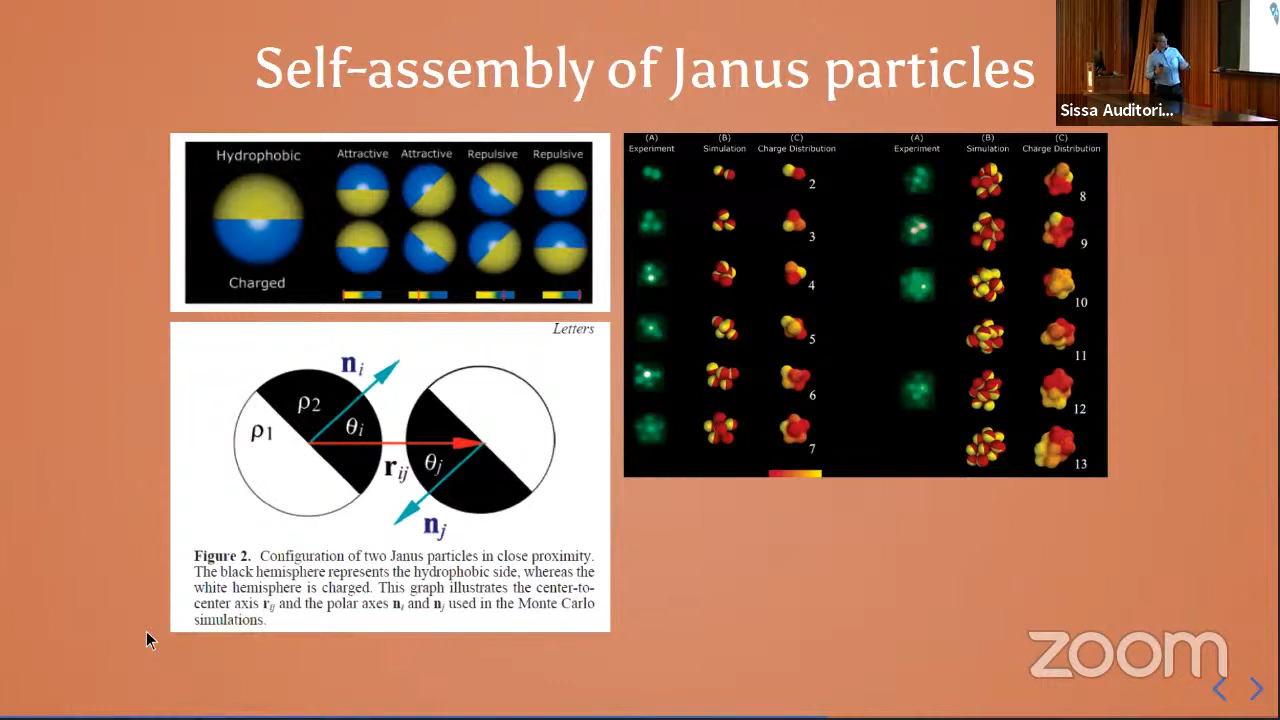 Self-assembly of Janus particles
Sissa Auditori...
Hydrophobic
Charged
Attractive Attractive Repulsive Repulsive
Letters
n_i
ρ2
ρ1
θ_i
r_ij
θ_j
n_j
Figure 2. Configuration of two Janus particles in close proximity.
The black hemisphere represents the hydrophobic side, whereas the
white hemisphere is charged. This graph illustrates the center-to-
center axis r_ij and the polar axes n_i and n_j used in the Monte Carlo
simulations.
(A) (B) (C)
Experiment Simulation Charge Distribution
2
3
4
5
6
7
(A) (B) (C)
Experiment Simulation Charge Distribution
8
9
10
11
12
13
zoom